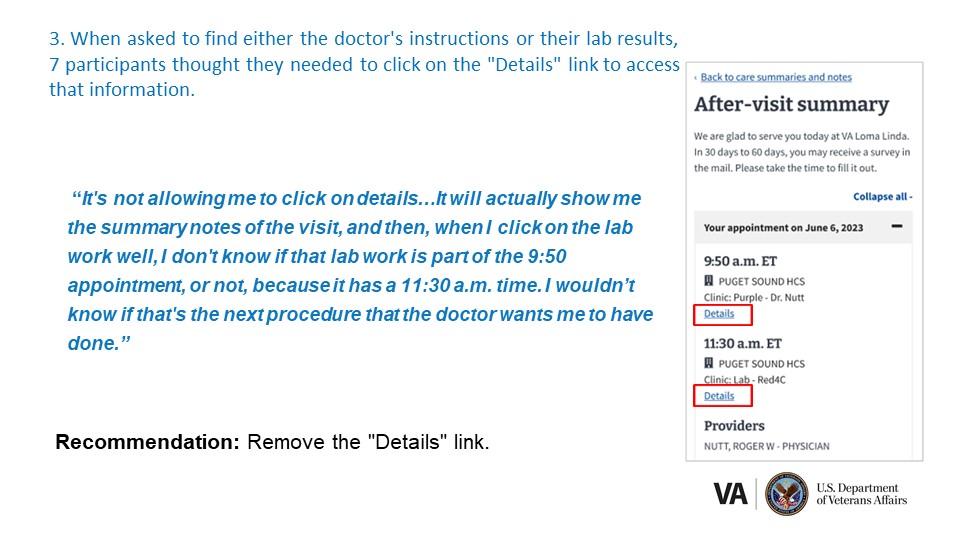 3. When asked to find either the doctor's instructions or their lab results,
7 participants thought they needed to click on the "Details" link to access
that information.
“It's not allowing me to click on details…It will actually show me
the summary notes of the visit, and then, when I click on the lab
work well, I don't know if that lab work is part of the 9:50
appointment, or not, because it has a 11:30 a.m. time. I wouldn’t
know if that's the next procedure that the doctor wants me to have
done.”
Recommendation: Remove the "Details" link.
‹ Back to care summaries and notes
After-visit summary
We are glad to serve you today at VA Loma Linda.
In 30 days to 60 days, you may receive a survey in
the mail. Please take the time to fill it out.
Collapse all -
Your appointment on June 6, 2023
9:50 a.m. ET
PUGET SOUND HCS
Clinic: Purple - Dr. Nutt
Details
11:30 a.m. ET
PUGET SOUND HCS
Clinic: Lab - Red4C
Details
Providers
NUTT, ROGER W - PHYSICIAN
VA
U.S. Department
of Veterans Affairs